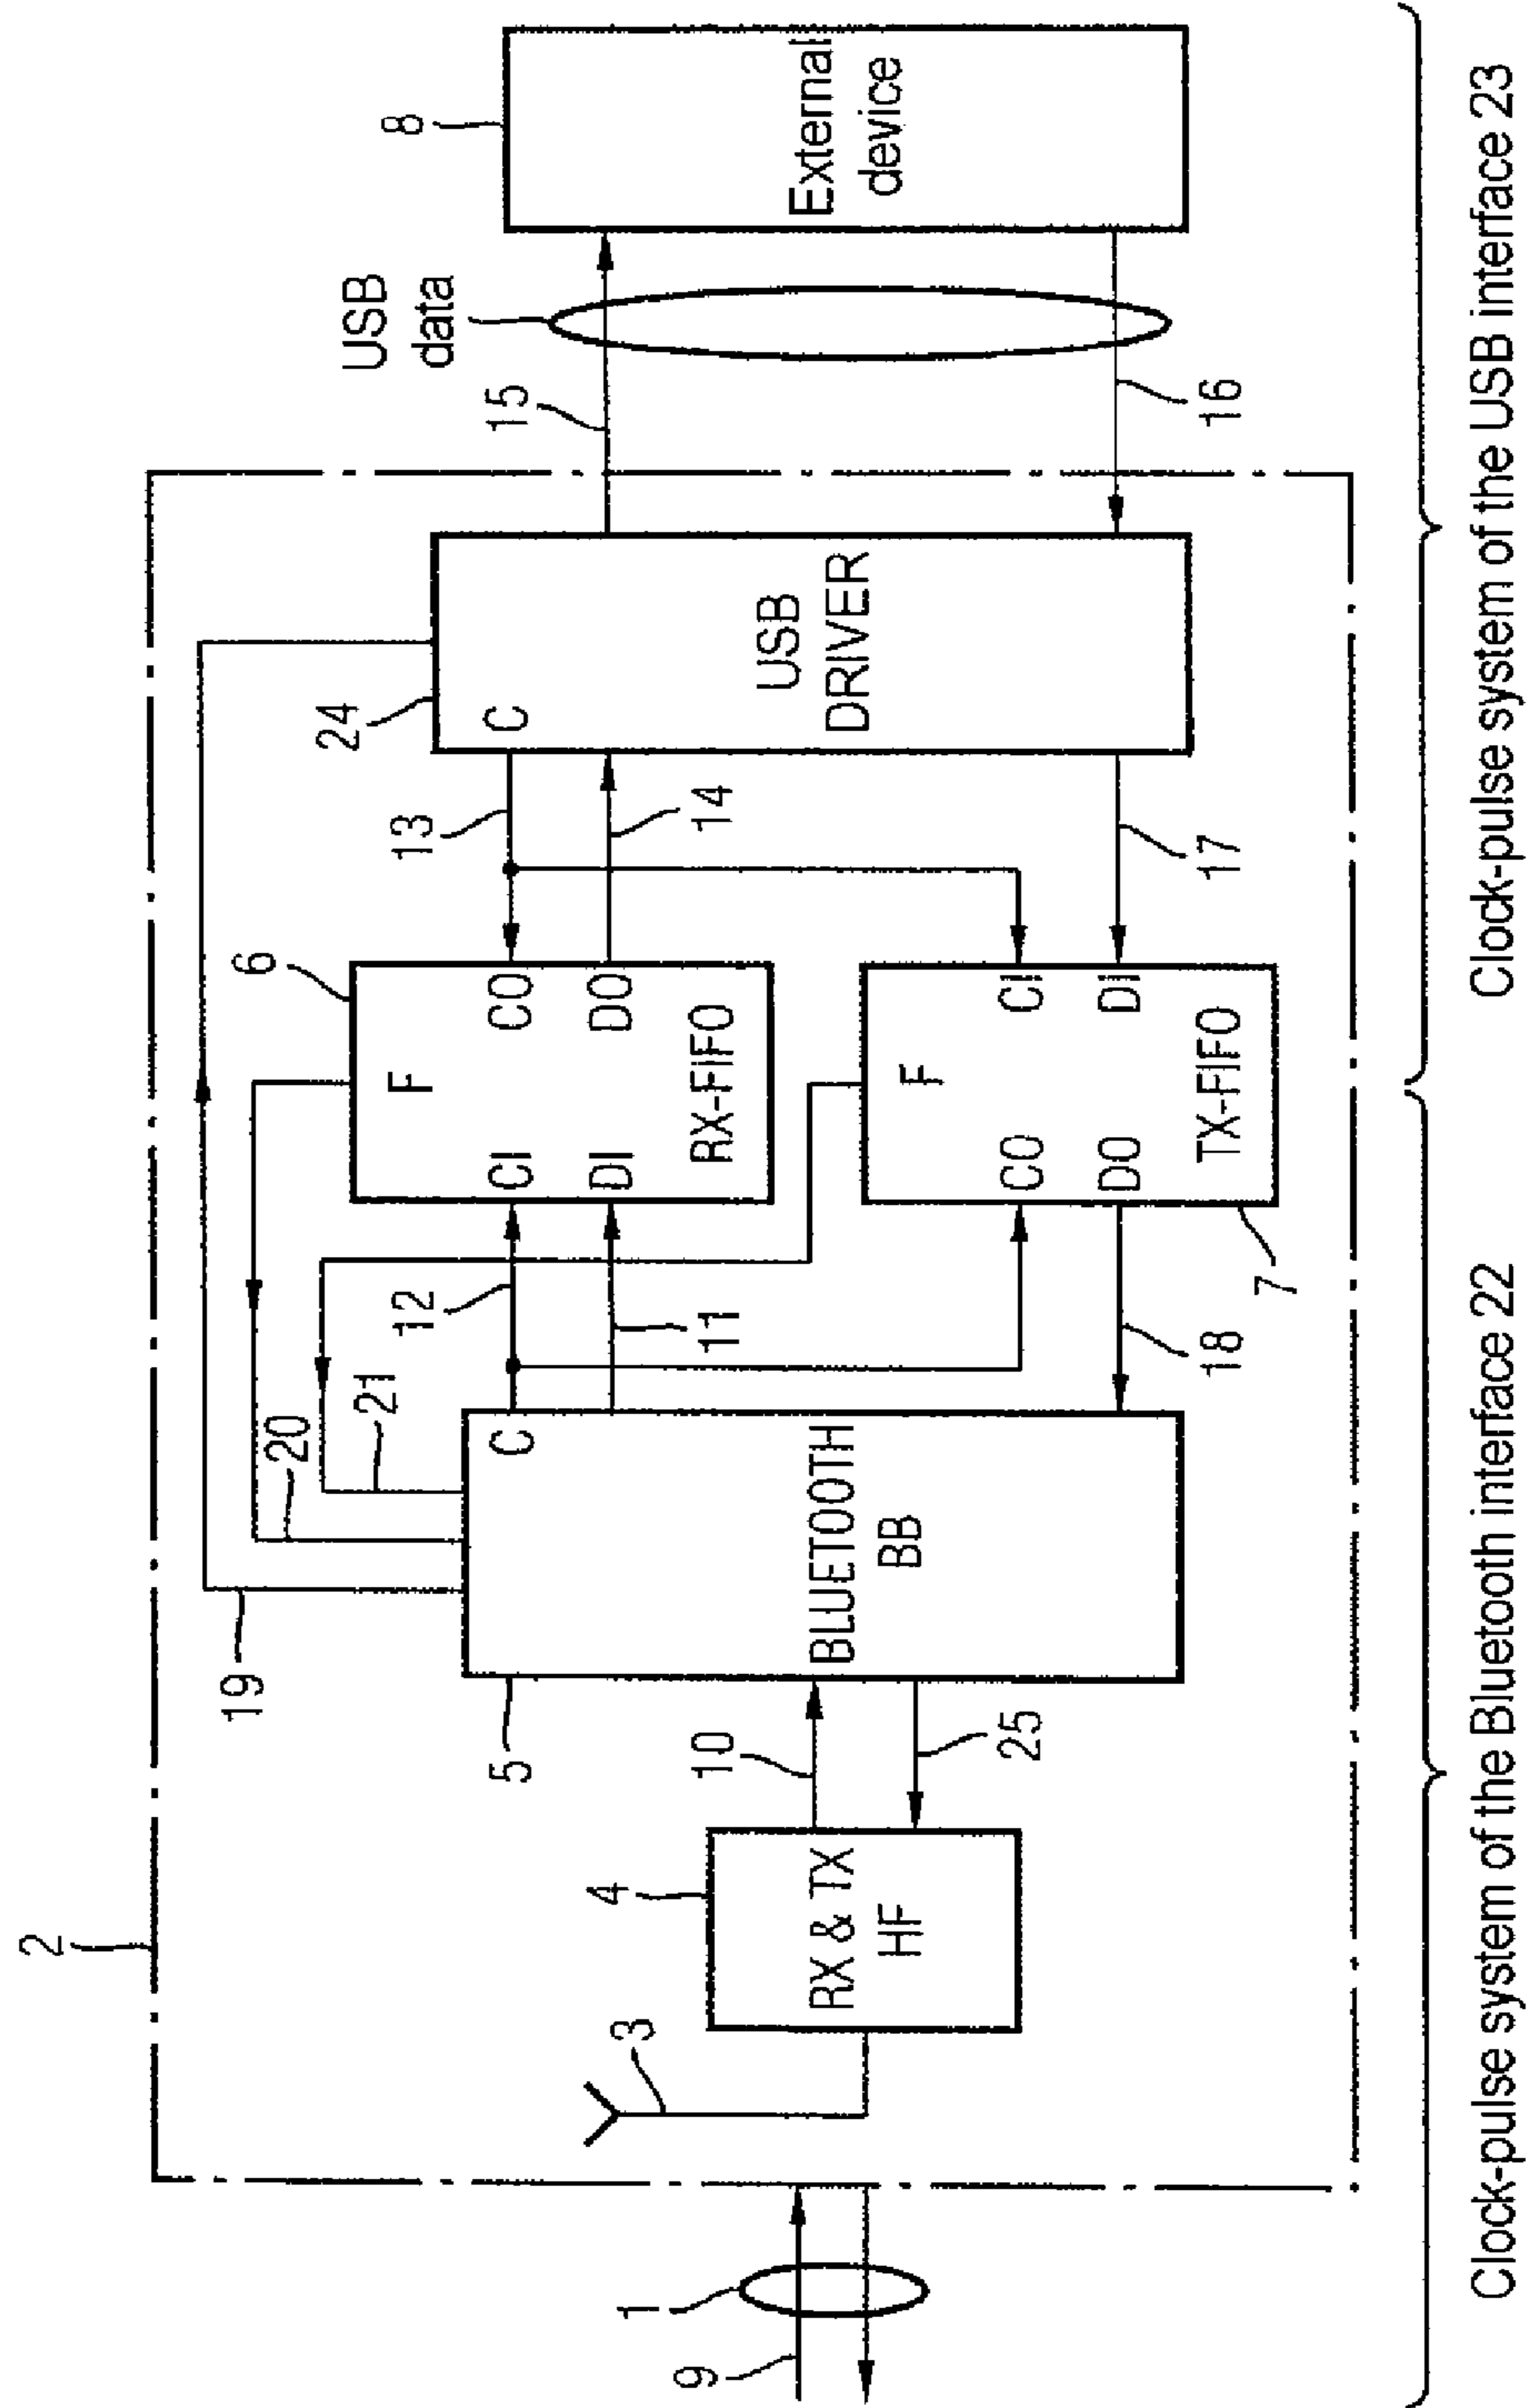 2
19
20
21
6
24
USB
data
8
5
C
12
11
F
CI
CO
DI
DO
RX-FIFO
13
14
C
15
External
device
3
4
RX & TX
HF
10
25
BLUETOOTH
BB
USB
DRIVER
F
CO
CI
DO
DI
TX-FIFO
18
7
17
16
9
1
Clock-pulse system of the Bluetooth interface 22
Clock-pulse system of the USB interface 23